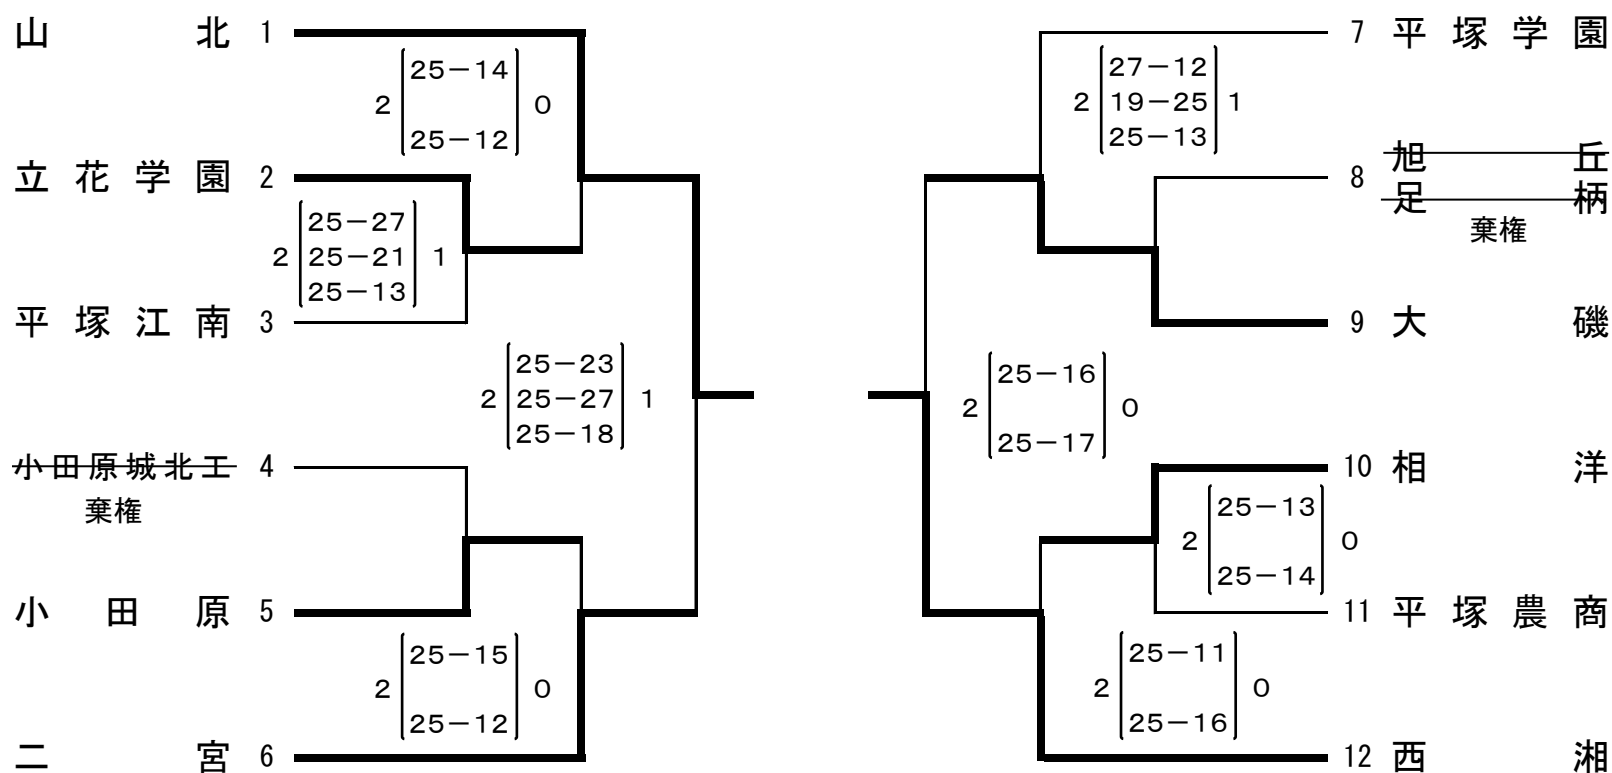 山北 1
25－14
2 0
25－12
立花学園 2
25－27
2 25－21 1
25－13
平塚江南 3
25－23
2 25－27 1
25－18
小田原城北工 4
棄権
小田原 5
25－15
2 0
25－12
二宮 6
7 平塚学園
27－12
2 19－25 1
25－13
旭丘
8
足柄
棄権
9 大磯
25－16
2 0
25－17
10 相洋
25－13
2 0
25－14
11 平塚農商
25－11
2 0
25－16
12 西湘